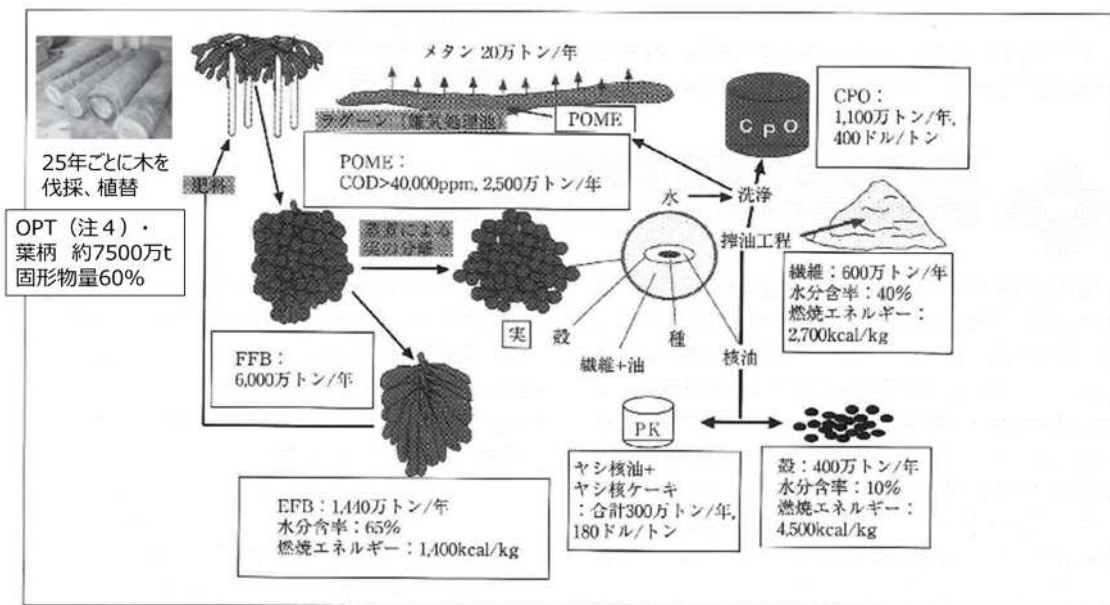 メタン 20万トン/年
CPO:
1,100万トン/年,
400ドル/トン
CPO
ラグーン(嫌気処理池)
POME
25年ごとに木を
伐採、植替
肥料
POME:
COD>40,000ppm, 2,500万トン/年
水
洗浄
OPT(注4)・
葉柄 約7500万t
固形物量60%
蒸煮による
実の分離
搾油工程
繊維:600万トン/年
水分含率:40%
燃焼エネルギー:
2,700kcal/kg
実
殻
種
繊維+油
核油
FFB:
6,000万トン/年
PK
EFB:1,440万トン/年
水分含率:65%
燃焼エネルギー:1,400kcal/kg
ヤシ核油+
ヤシ核ケーキ
:合計300万トン/年,
180ドル/トン
殻:400万トン/年
水分含率:10%
燃焼エネルギー:
4,500kcal/kg